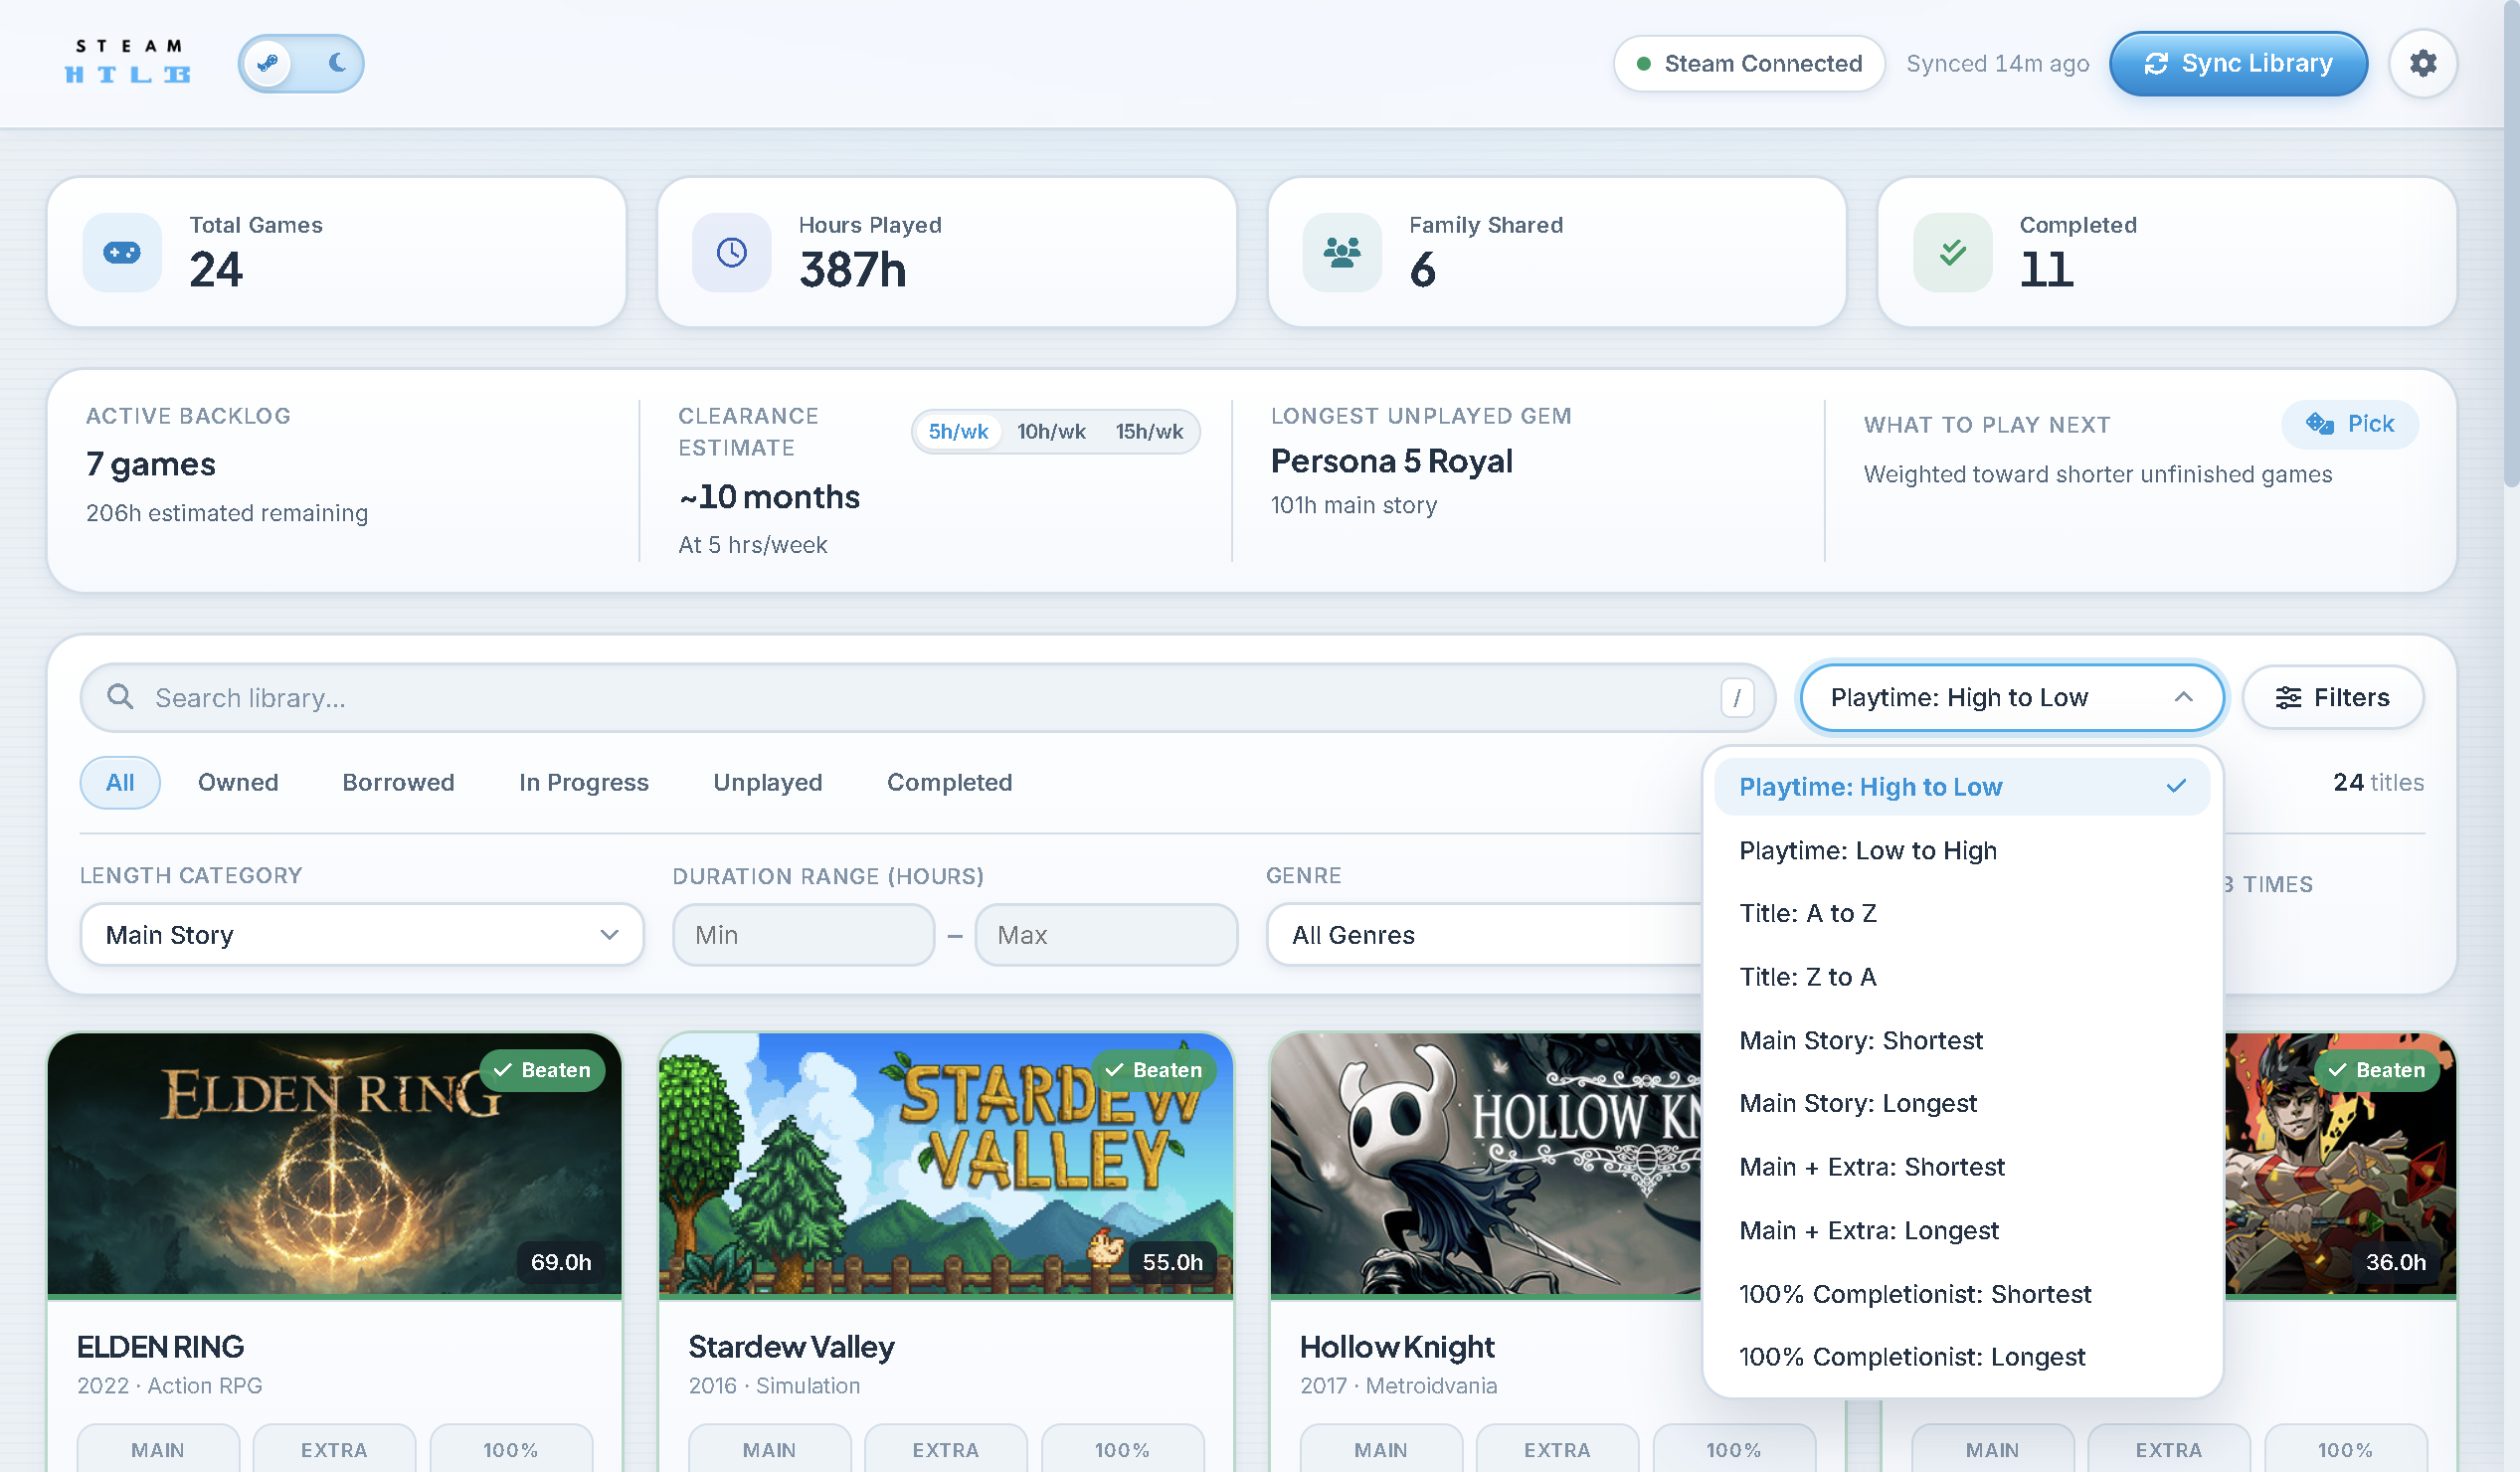 STEAM
HTLB
Steam Connected
Synced 14m ago
Sync Library
Total Games
24
Hours Played
387h
Family Shared
6
Completed
11
ACTIVE BACKLOG
7 games
206h estimated remaining
CLEARANCE
ESTIMATE
5h/wk
10h/wk
15h/wk
~10 months
At 5 hrs/week
LONGEST UNPLAYED GEM
Persona 5 Royal
101h main story
WHAT TO PLAY NEXT
Pick
Weighted toward shorter unfinished games
Search library...
/
Playtime: High to Low
Filters
All
Owned
Borrowed
In Progress
Unplayed
Completed
24 titles
Playtime: High to Low
Playtime: Low to High
Title: A to Z
Title: Z to A
Main Story: Shortest
Main Story: Longest
Main + Extra: Shortest
Main + Extra: Longest
100% Completionist: Shortest
100% Completionist: Longest
LENGTH CATEGORY
Main Story
DURATION RANGE (HOURS)
Min
–
Max
GENRE
All Genres
TIMES
ELDEN RING
Beaten
69.0h
ELDEN RING
2022 · Action RPG
MAIN
EXTRA
100%
STARDEW
VALLEY
Beaten
55.0h
Stardew Valley
2016 · Simulation
MAIN
EXTRA
100%
HOLLOW KN
Hollow Knight
2017 · Metroidvania
MAIN
EXTRA
100%
Beaten
36.0h
MAIN
EXTRA
100%